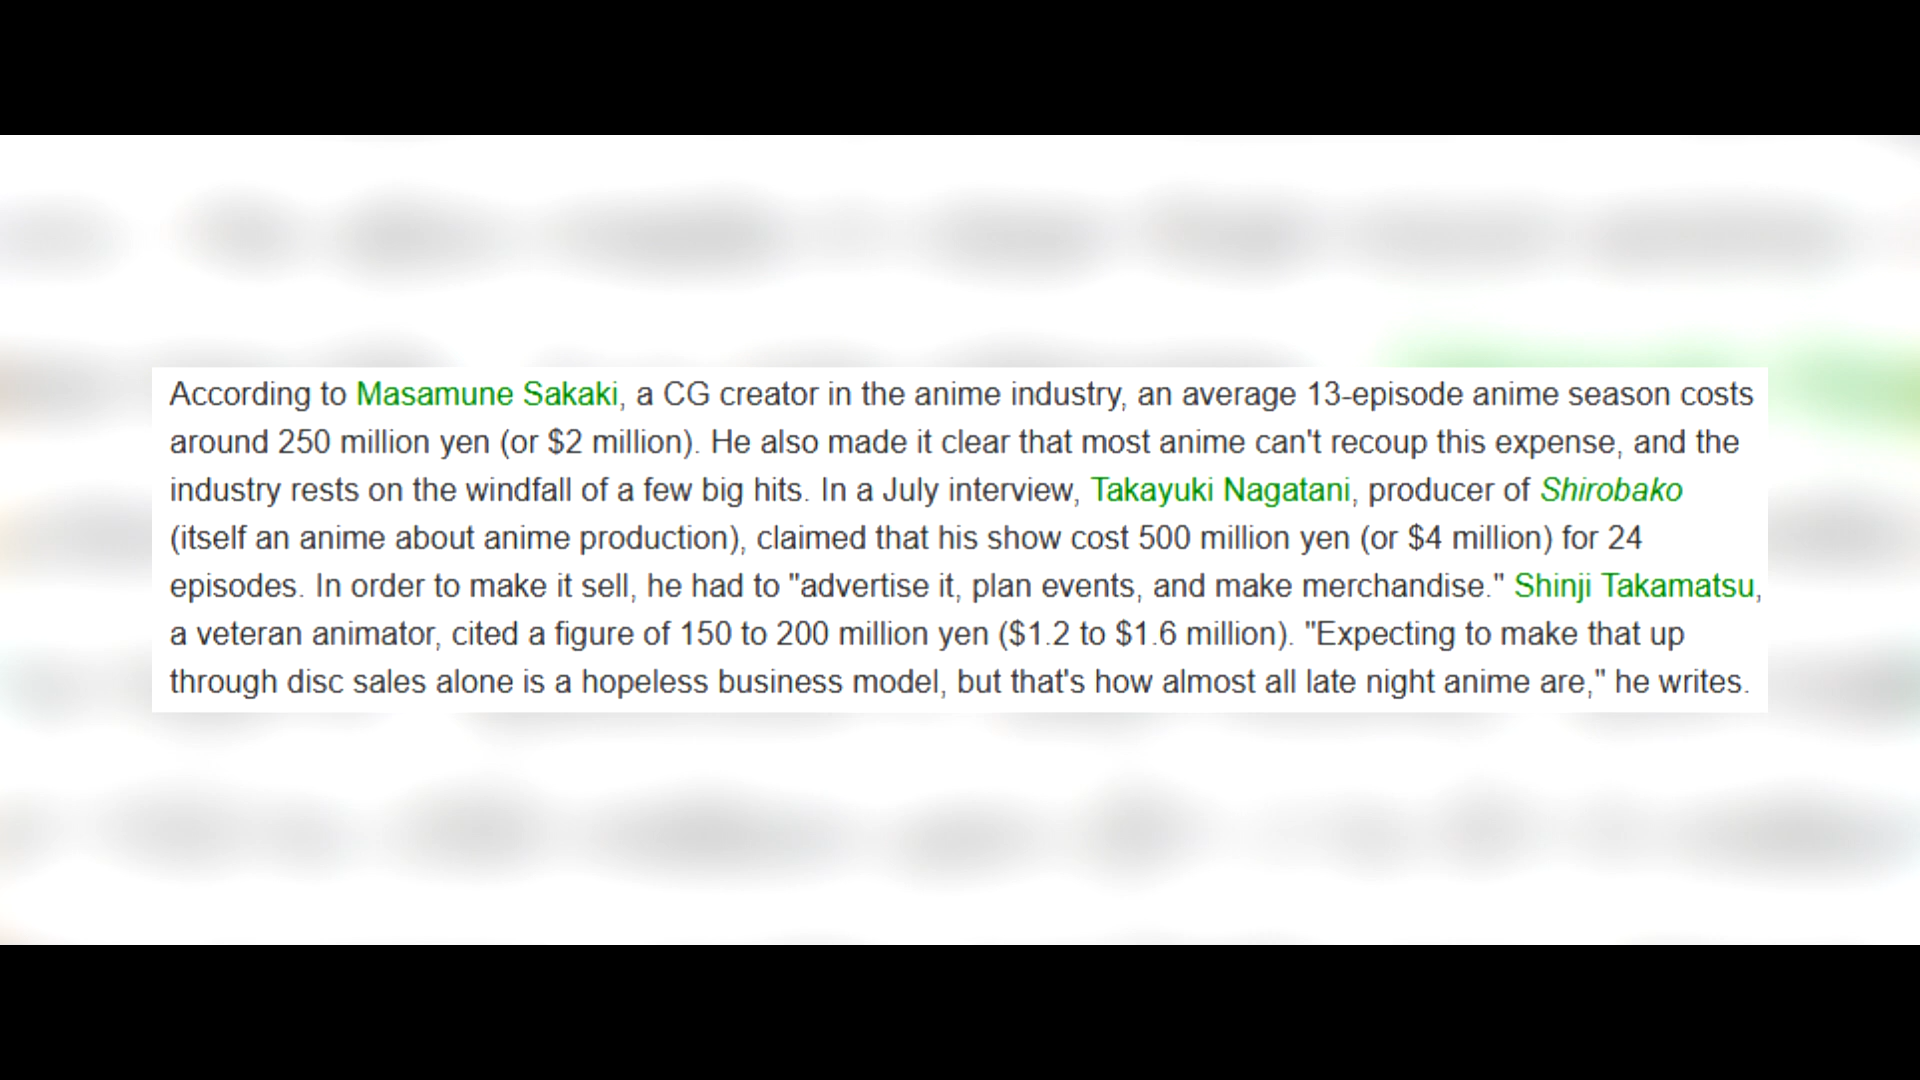 According to Masamune Sakaki, a CG creator in the anime industry, an average 13-episode anime season costs
around 250 million yen (or $2 million). He also made it clear that most anime can't recoup this expense, and the
industry rests on the windfall of a few big hits. In a July interview, Takayuki Nagatani, producer of Shirobako
(itself an anime about anime production), claimed that his show cost 500 million yen (or $4 million) for 24
episodes. In order to make it sell, he had to "advertise it, plan events, and make merchandise." Shinji Takamatsu,
a veteran animator, cited a figure of 150 to 200 million yen ($1.2 to $1.6 million). "Expecting to make that up
through disc sales alone is a hopeless business model, but that's how almost all late night anime are," he writes.